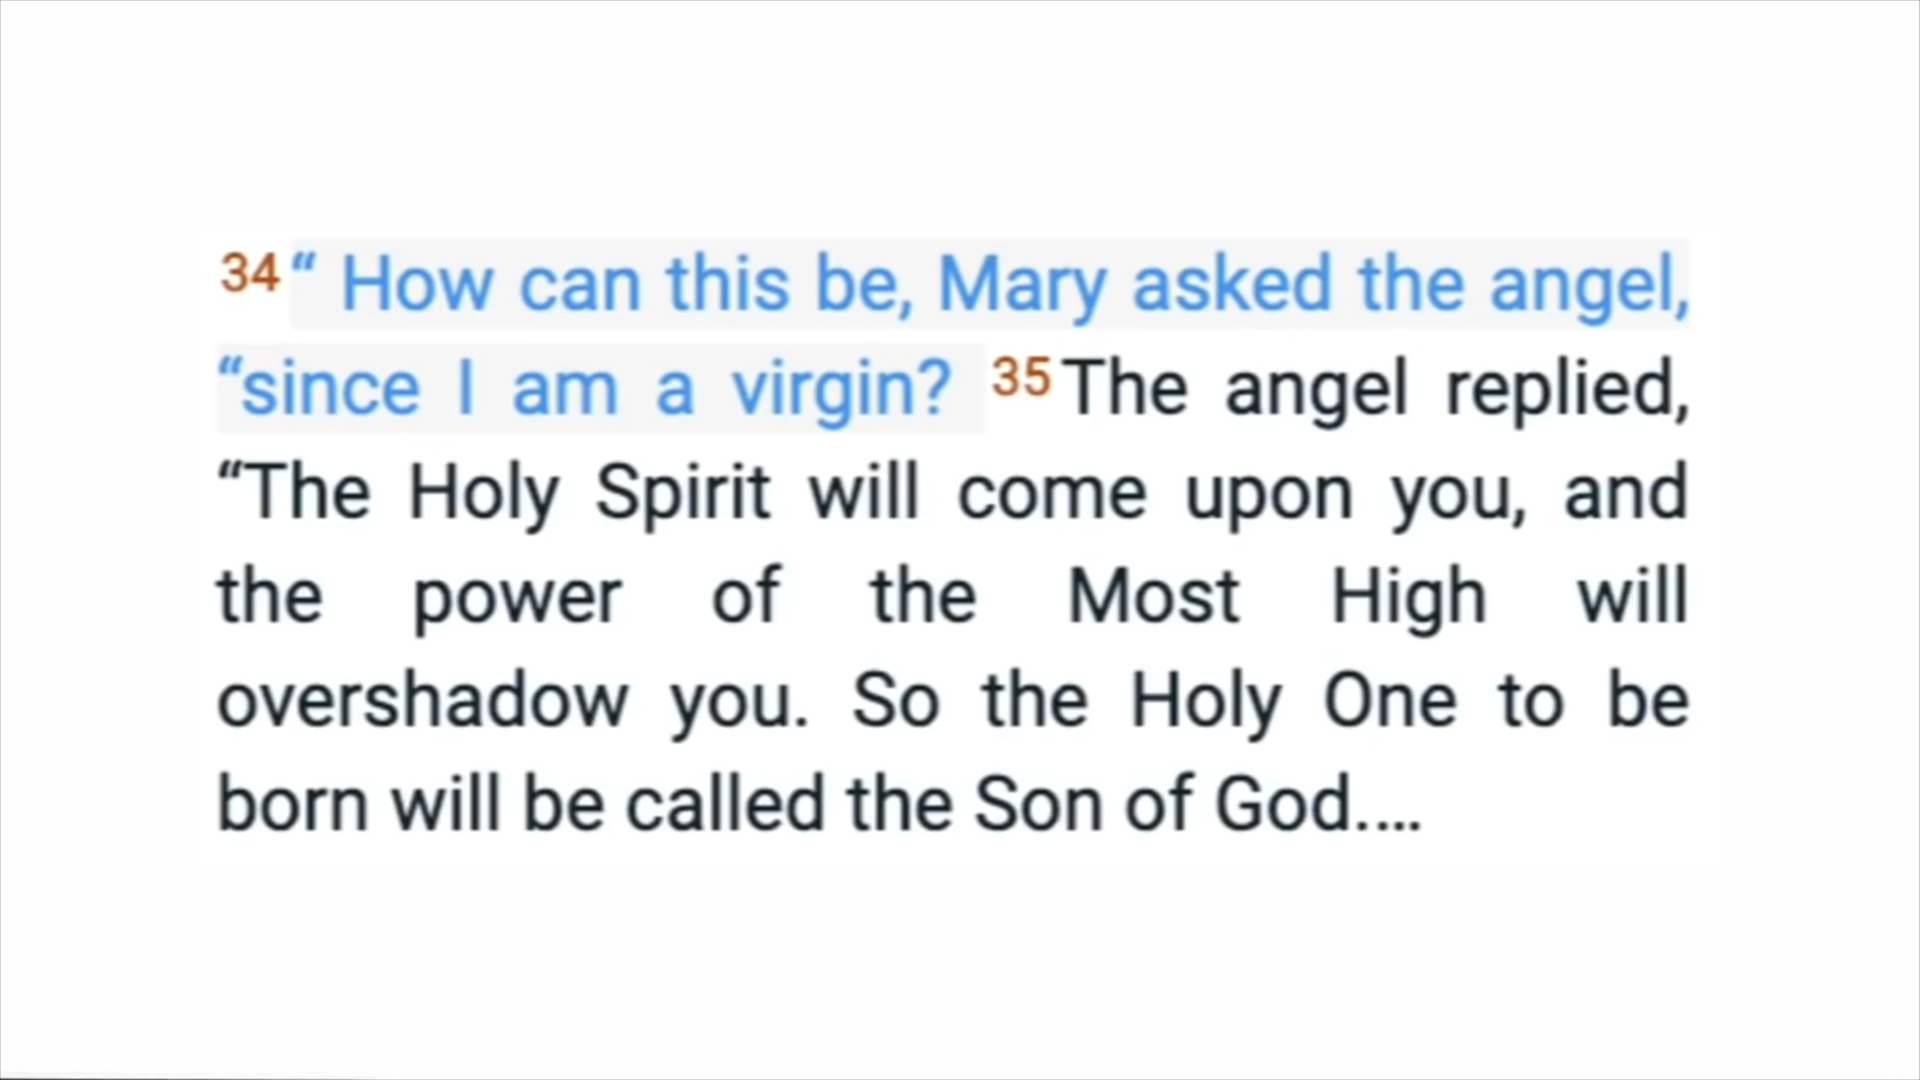 34 “ How can this be, Mary asked the angel,
“since I am a virgin? 35 The angel replied,
“The Holy Spirit will come upon you, and
the power of the Most High will
overshadow you. So the Holy One to be
born will be called the Son of God....